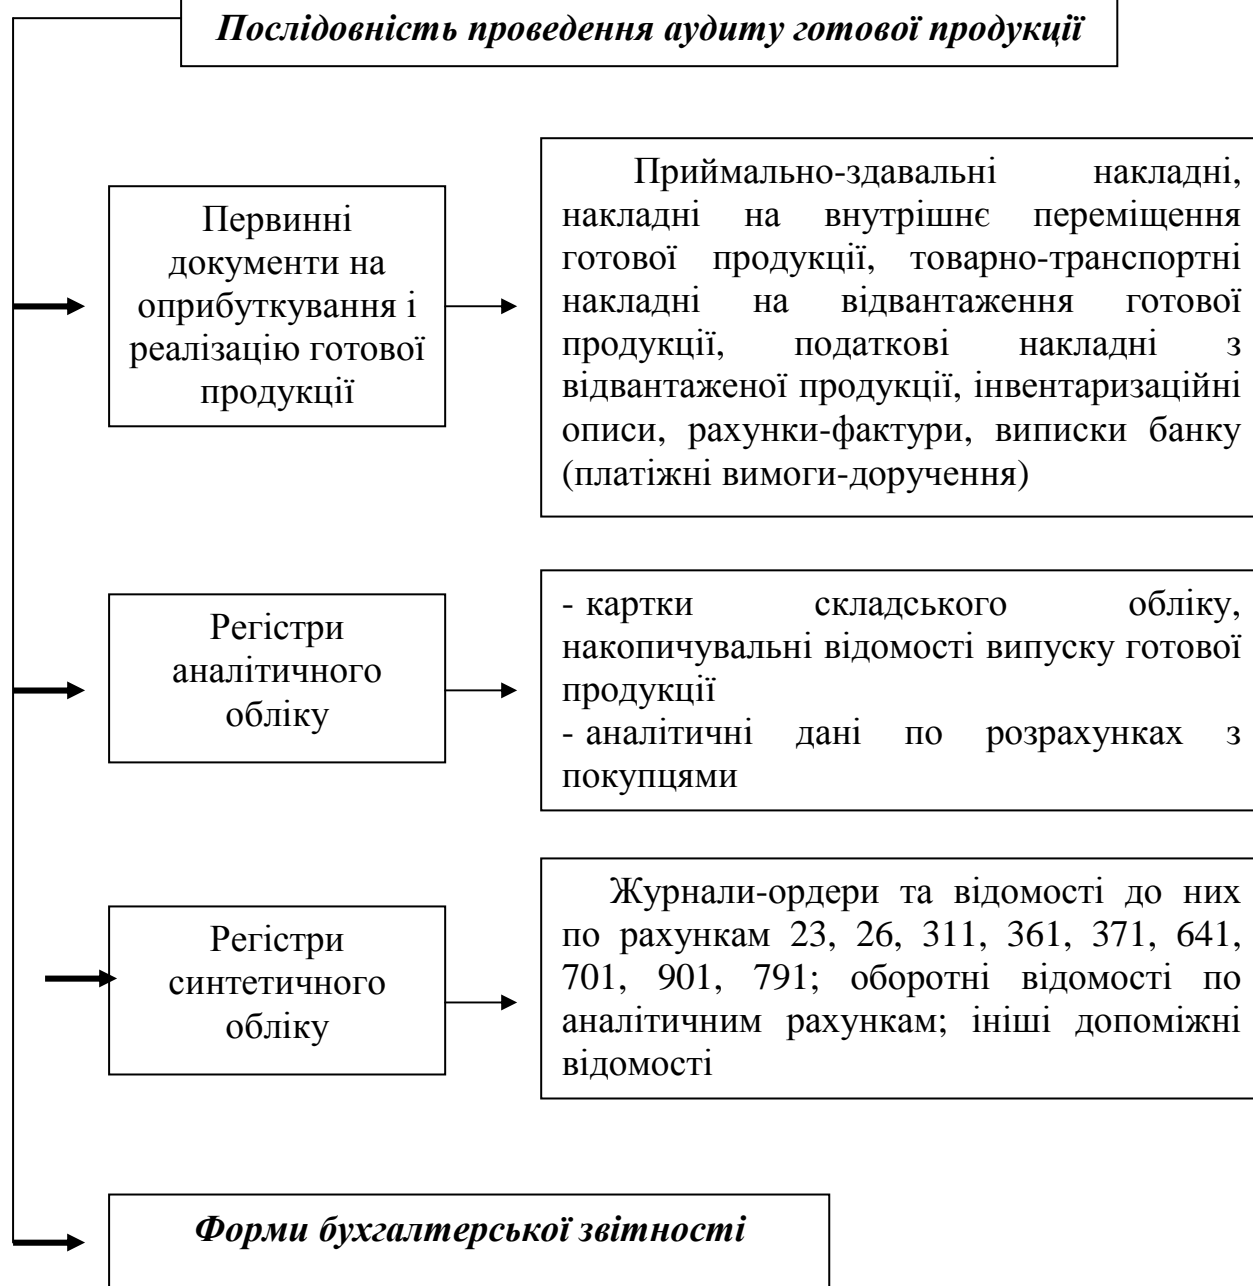 Послідовність проведення аудиту готової продукції
Первинні
документи на
оприбуткування і
реалізацію готової
продукції
Приймально-здавальні накладні,
накладні на внутрішнє переміщення
готової продукції, товарно-транспортні
накладні на відвантаження готової
продукції, податкові накладні з
відвантаженої продукції, інвентаризаційні
описи, рахунки-фактури, виписки банку
(платіжні вимоги-доручення)
Регістри
аналітичного
обліку
- картки складського обліку,
накопичувальні відомості випуску готової
продукції
- аналітичні дані по розрахунках з
покупцями
Регістри
синтетичного
обліку
Журнали-ордери та відомості до них
по рахункам 23, 26, 311, 361, 371, 641,
701, 901, 791; оборотні відомості по
аналітичним рахункам; ініші допоміжні
відомості
Форми бухгалтерської звітності